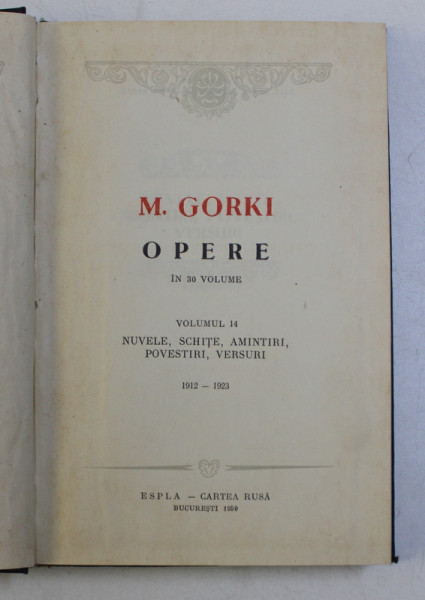 M. GORKI
OPERE
ÎN 30 VOLUME
VOLUMUL 14
NUVELE, SCHIȚE, AMINTIRI,
POVESTIRI, VERSURI
1912 — 1923
ESPLA — CARTEA RUSĂ
BUCUREȘTI 1959